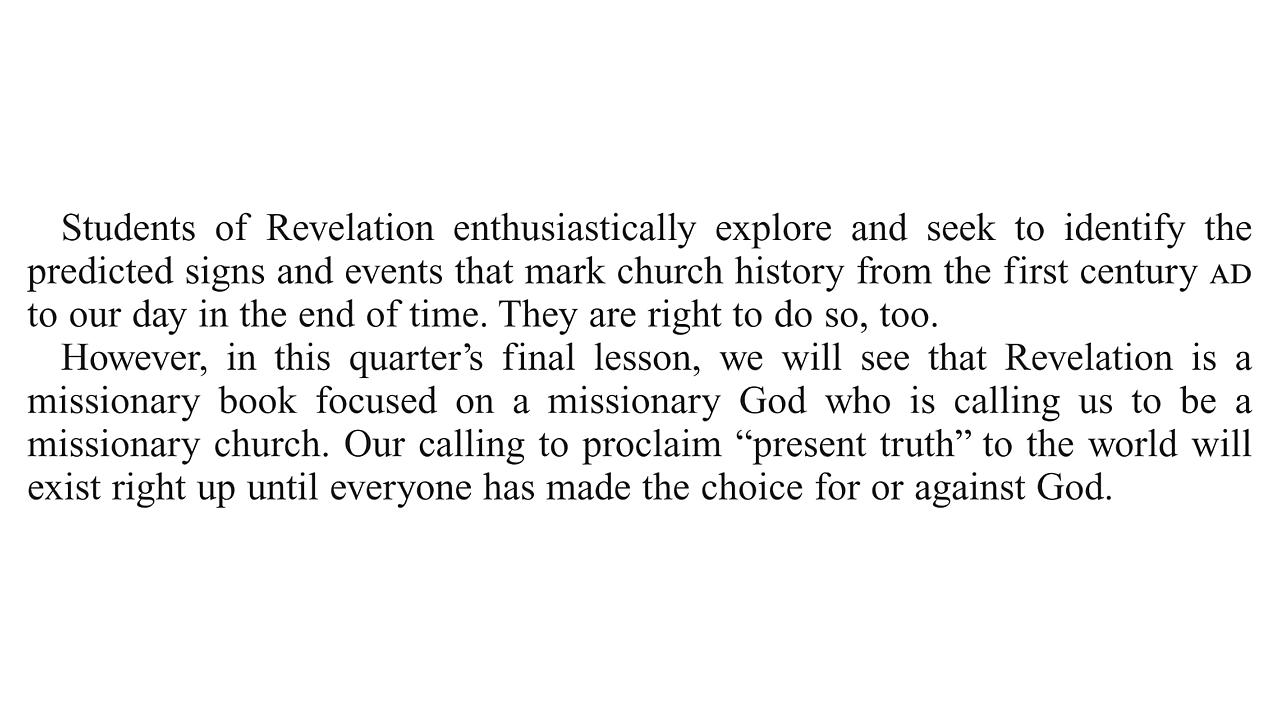 Students of Revelation enthusiastically explore and seek to identify the
predicted signs and events that mark church history from the first century AD
to our day in the end of time. They are right to do so, too.
However, in this quarter’s final lesson, we will see that Revelation is a
missionary book focused on a missionary God who is calling us to be a
missionary church. Our calling to proclaim “present truth” to the world will
exist right up until everyone has made the choice for or against God.